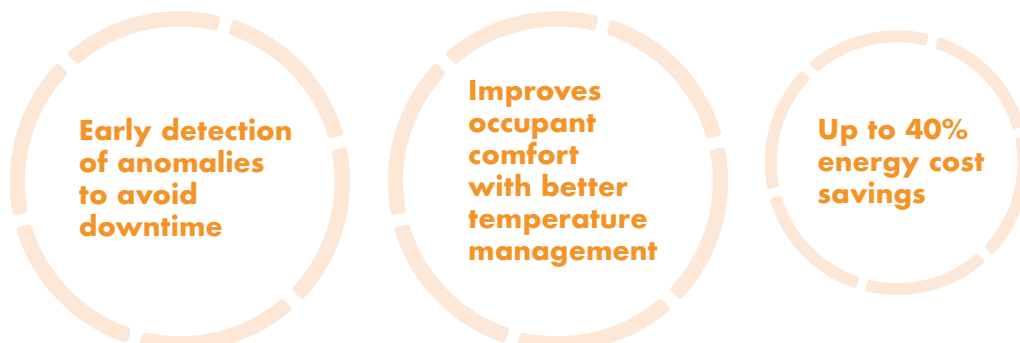 Early detection
of anomalies
to avoid
downtime
Improves
occupant
comfort
with better
temperature
management
Up to 40%
energy cost
savings